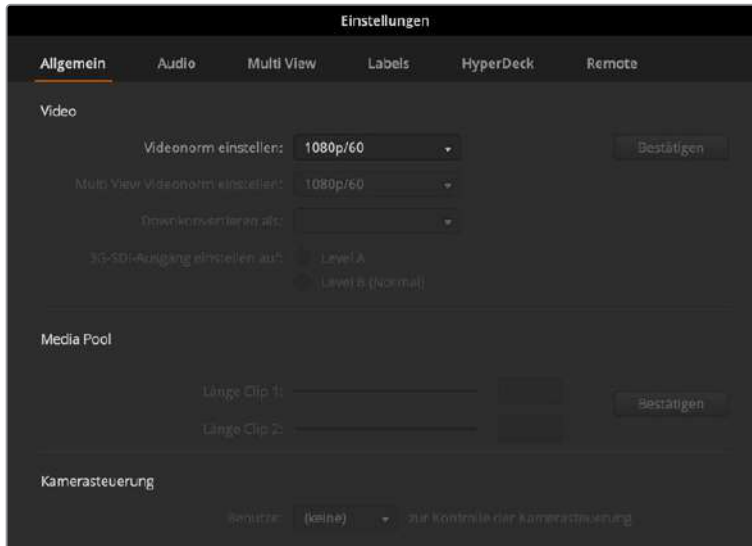 Einstellungen
Allgemein Audio Multi View Labels HyperDeck Remote
Video
Videonorm einstellen: 1080p/60 Bestätigen
Multi View Videonorm einstellen: 1080p/60
Downkonvertieren als:
3G-SDI-Ausgang einstellen auf: Level A
Level B (Normal)
Media Pool
Länge Clip 1:
Bestätigen
Länge Clip 2:
Kamerasteuerung
Benutze: (keine) zur Kontrolle der Kamerasteuerung